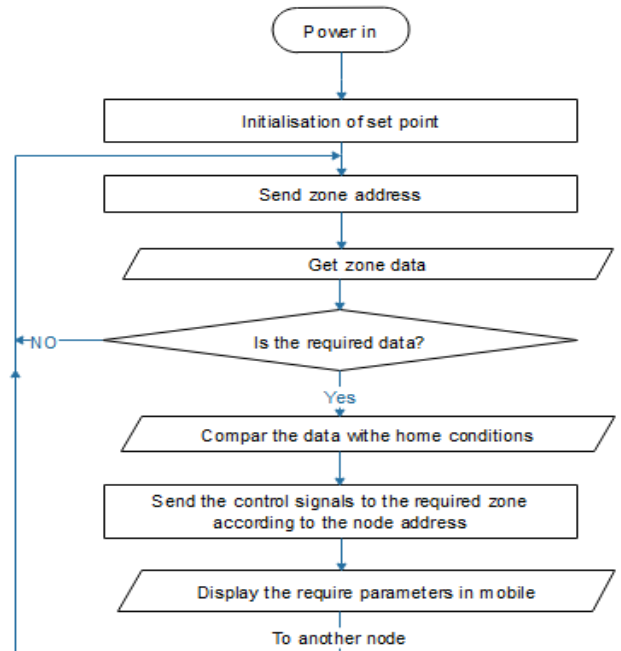 Power in
Initialisation of set point
Send zone address
Get zone data
Is the required data?
NO
Yes
Compar the data withe home conditions
Send the control signals to the required zone
according to the node address
Display the require parameters in mobile
To another node